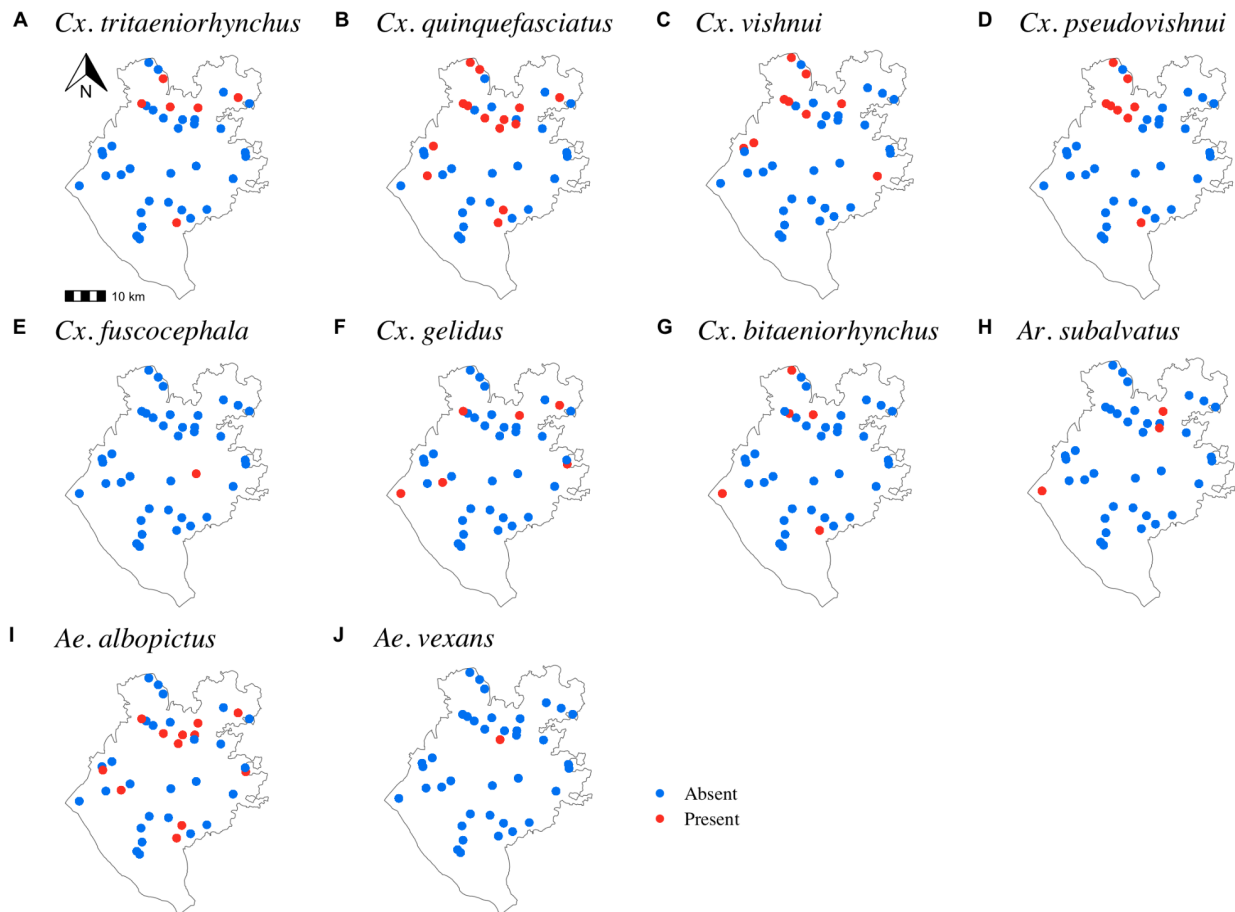 A Cx. tritaeniorhynchus
B Cx. quinquefasciatus
C Cx. vishnui
D Cx. pseudovishnui
N
10 km
E Cx. fuscocephala
F Cx. gelidus
G Cx. bitaeniorhynchus
H Ar. subalvatus
I Ae. albopictus
J Ae. vexans
Absent
Present